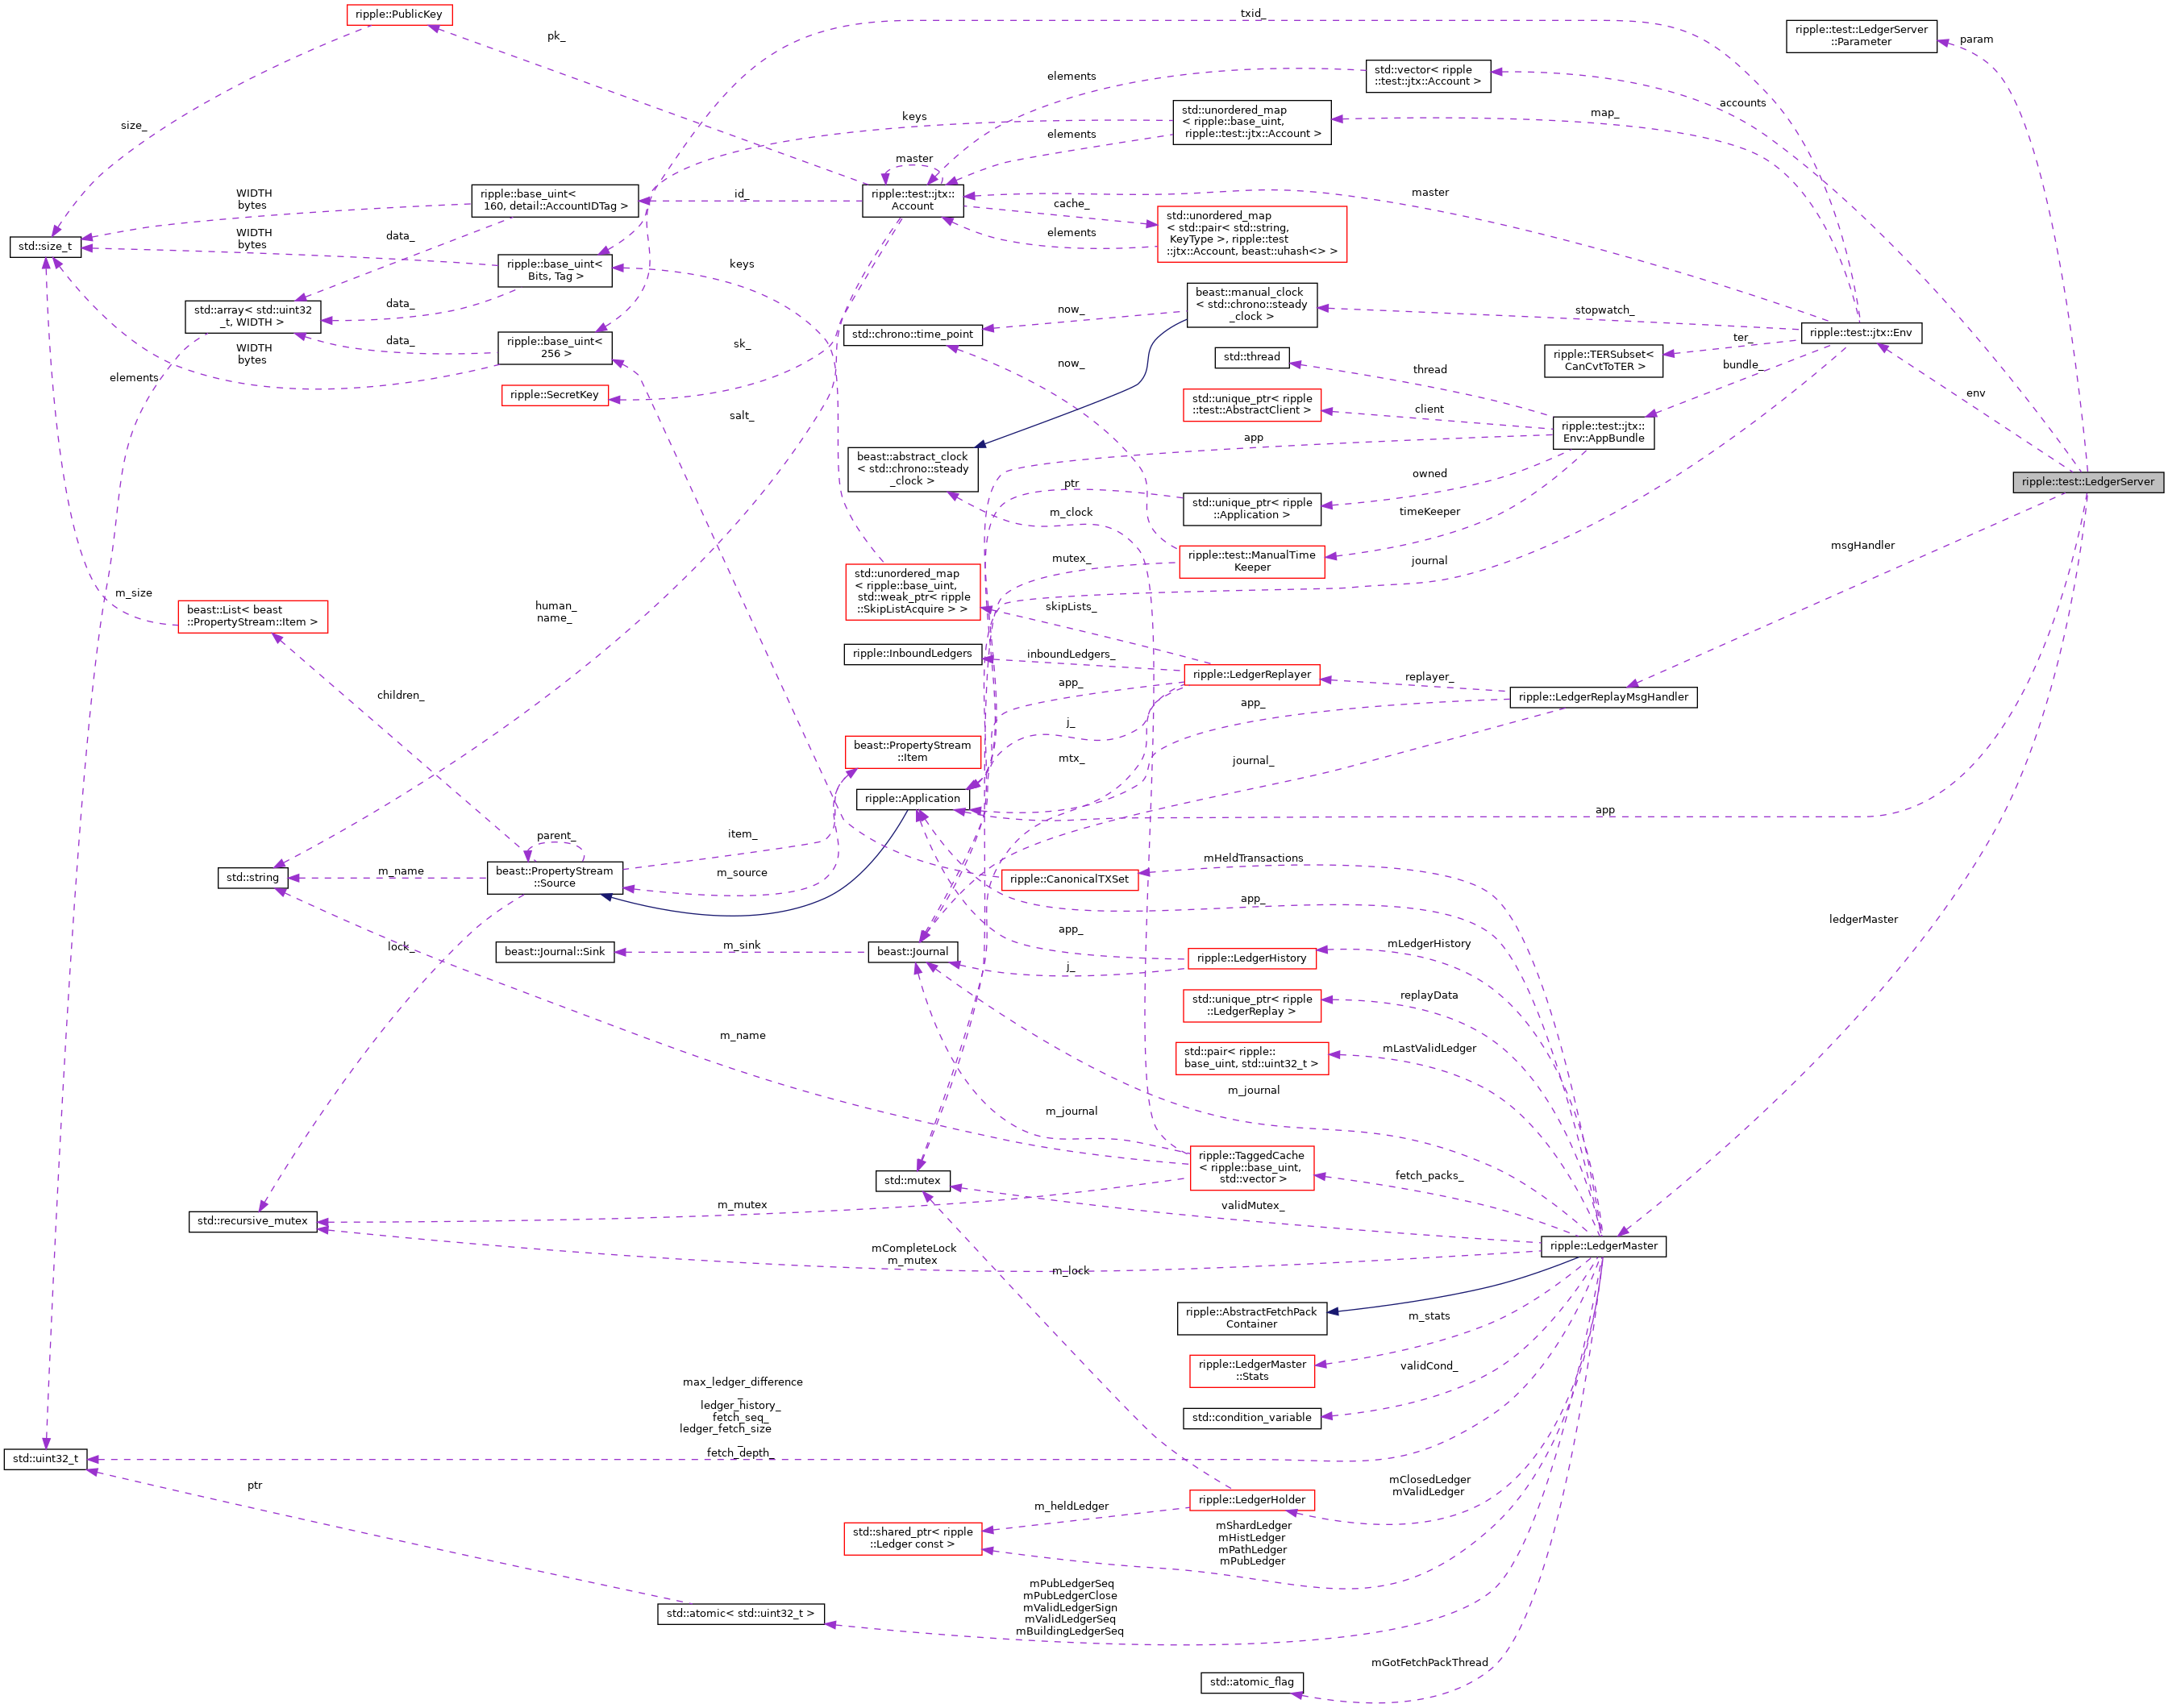 ripple::PublicKey
txid_
ripple::test::LedgerServer
::Parameter
param
pk_
std::vector< ripple
::test::jtx::Account >
elements
accounts
size_
keys
std::unordered_map
< ripple::base_uint,
ripple::test::jtx::Account >
map_
elements
master
WIDTH
bytes
ripple::base_uint<
160, detail::AccountIDTag >
id_
ripple::test::jtx::
Account
master
cache_
std::unordered_map
< std::pair< std::string,
KeyType >, ripple::test
::jtx::Account, beast::uhash<> >
elements
std::size_t
WIDTH
bytes
data_
ripple::base_uint<
Bits, Tag >
keys
std::array< std::uint32
_t, WIDTH >
data_
beast::manual_clock
< std::chrono::steady
_clock >
stopwatch_
now_
std::chrono::time_point
ripple::test::jtx::Env
data_
ripple::base_uint<
256 >
WIDTH
bytes
sk_
now_
std::thread
ter_
ripple::TERSubset<
CanCvtToTER >
bundle_
elements
ripple::SecretKey
thread
std::unique_ptr< ripple
::test::AbstractClient >
client
env
salt_
app
ripple::test::jtx::
Env::AppBundle
beast::abstract_clock
< std::chrono::steady
_clock >
owned
ptr
std::unique_ptr< ripple
::Application >
ripple::test::LedgerServer
m_clock
timeKeeper
mutex_
ripple::test::ManualTime
Keeper
journal
msgHandler
std::unordered_map
< ripple::base_uint,
std::weak_ptr< ripple
::SkipListAcquire > >
m_size
beast::List< beast
::PropertyStream::Item >
human_
name_
skipLists_
ripple::InboundLedgers
inboundLedgers_
ripple::LedgerReplayer
replayer_
ripple::LedgerReplayMsgHandler
children_
app_
app_
j_
beast::PropertyStream
::Item
mtx_
journal_
ripple::Application
app
parent_
item_
std::string
m_name
beast::PropertyStream
::Source
m_source
ripple::CanonicalTXSet
mHeldTransactions
app_
ledgerMaster
lock_
beast::Journal::Sink
m_sink
beast::Journal
app_
j_
ripple::LedgerHistory
mLedgerHistory
replayData
std::unique_ptr< ripple
::LedgerReplay >
m_name
std::pair< ripple::
base_uint, std::uint32_t >
mLastValidLedger
m_journal
m_journal
ripple::TaggedCache
< ripple::base_uint,
std::vector >
fetch_packs_
std::mutex
m_mutex
validMutex_
std::recursive_mutex
mCompleteLock
m_mutex
m_lock
ripple::LedgerMaster
ripple::AbstractFetchPack
Container
m_stats
ripple::LedgerMaster
::Stats
validCond_
max_ledger_difference
_
ledger_history_
fetch_seq_
ledger_fetch_size
_
fetch_depth_
std::condition_variable
std::uint32_t
ptr
m_heldLedger
ripple::LedgerHolder
mClosedLedger
mValidLedger
std::shared_ptr< ripple
::Ledger const >
mShardLedger
mHistLedger
mPathLedger
mPubLedger
std::atomic< std::uint32_t >
mPubLedgerSeq
mPubLedgerClose
mValidLedgerSign
mValidLedgerSeq
mBuildingLedgerSeq
mGotFetchPackThread
std::atomic_flag